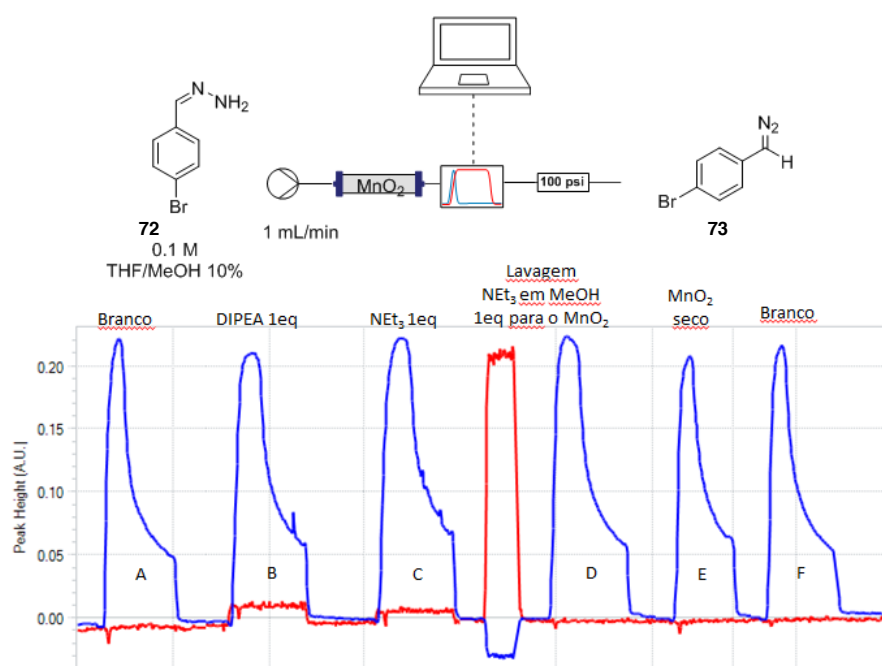 N
NH₂
Br
72
0.1 M
THF/MeOH 10%
MnO₂
1 mL/min
100 psi
N₂
H
Br
73
Branco
DIPEA 1eq
NEt₃ 1eq
Lavagem
NEt₃ em MeOH
1eq para o MnO₂
MnO₂
seco
Branco
Peak Height (A.U.)
0.20
0.15
0.10
0.05
0.00
A
B
C
D
E
F